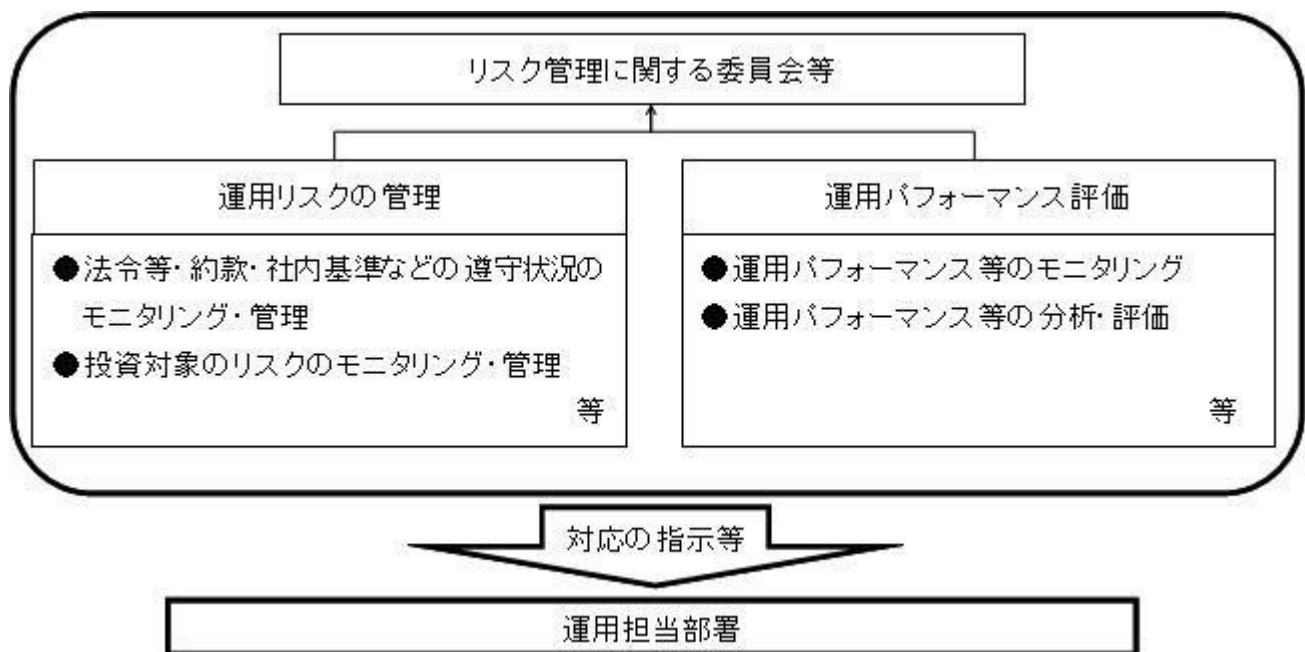 リスク管理に関する委員会等
運用リスクの管理
●法令等・約款・社内基準などの遵守状況の
モニタリング・管理
●投資対象のリスクのモニタリング・管理
等
運用パフォーマンス評価
●運用パフォーマンス等のモニタリング
●運用パフォーマンス等の分析・評価
等
対応の指示等
運用担当部署